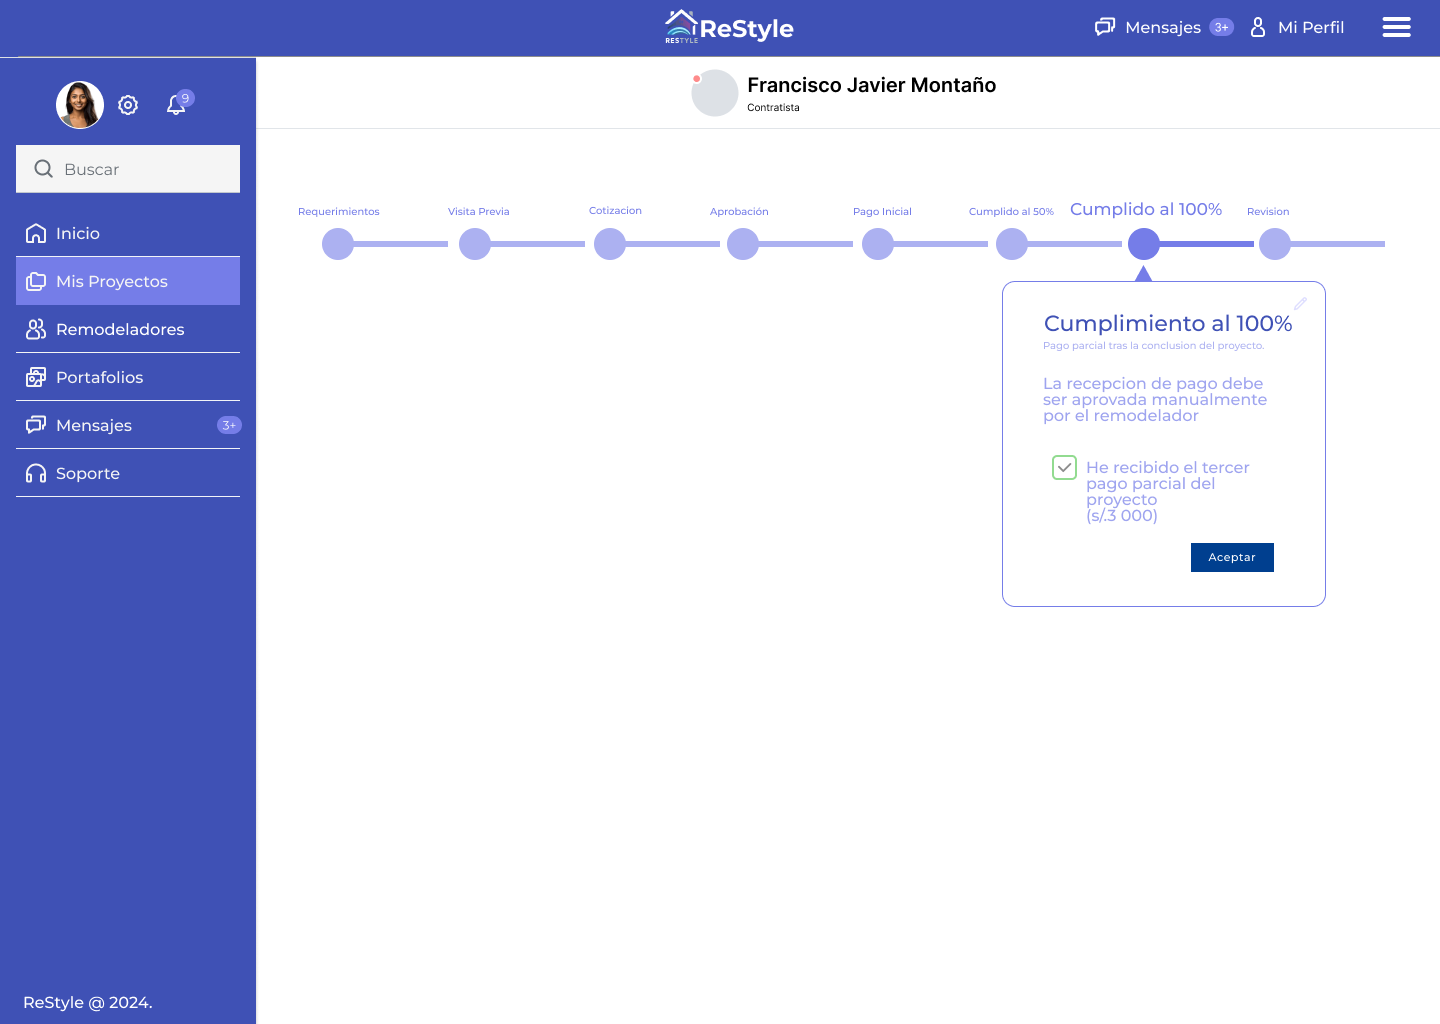 RESTYLE
ReStyle
Mensajes 3+
Mi Perfil
9
Francisco Javier Montaño
Contratista
Buscar
Inicio
Mis Proyectos
Remodeladores
Portafolios
Mensajes 3+
Soporte
Requerimientos
Visita Previa
Cotizacion
Aprobación
Pago Inicial
Cumplido al 50%
Cumplido al 100%
Revision
Cumplimiento al 100%
Pago parcial tras la conclusion del proyecto.
La recepcion de pago debe
ser aprovada manualmente
por el remodelador
He recibido el tercer
pago parcial del
proyecto
(s/.3 000)
Aceptar
ReStyle @ 2024.